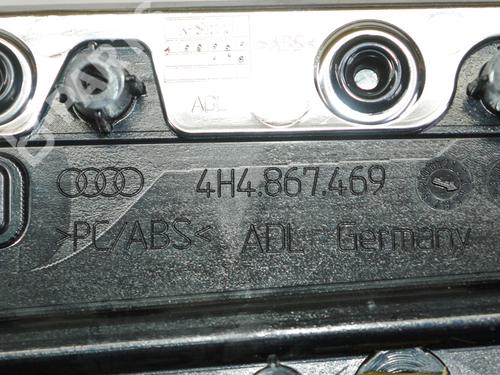 >ABS<
ADL
4H4.867.469
>PC/ABS< ADL Germany